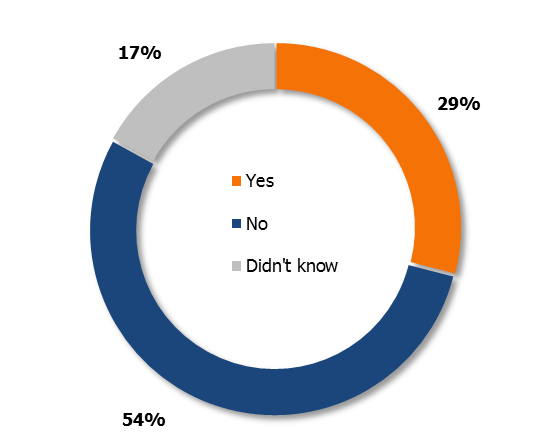 17%
29%
Yes
No
Didn't know
54%